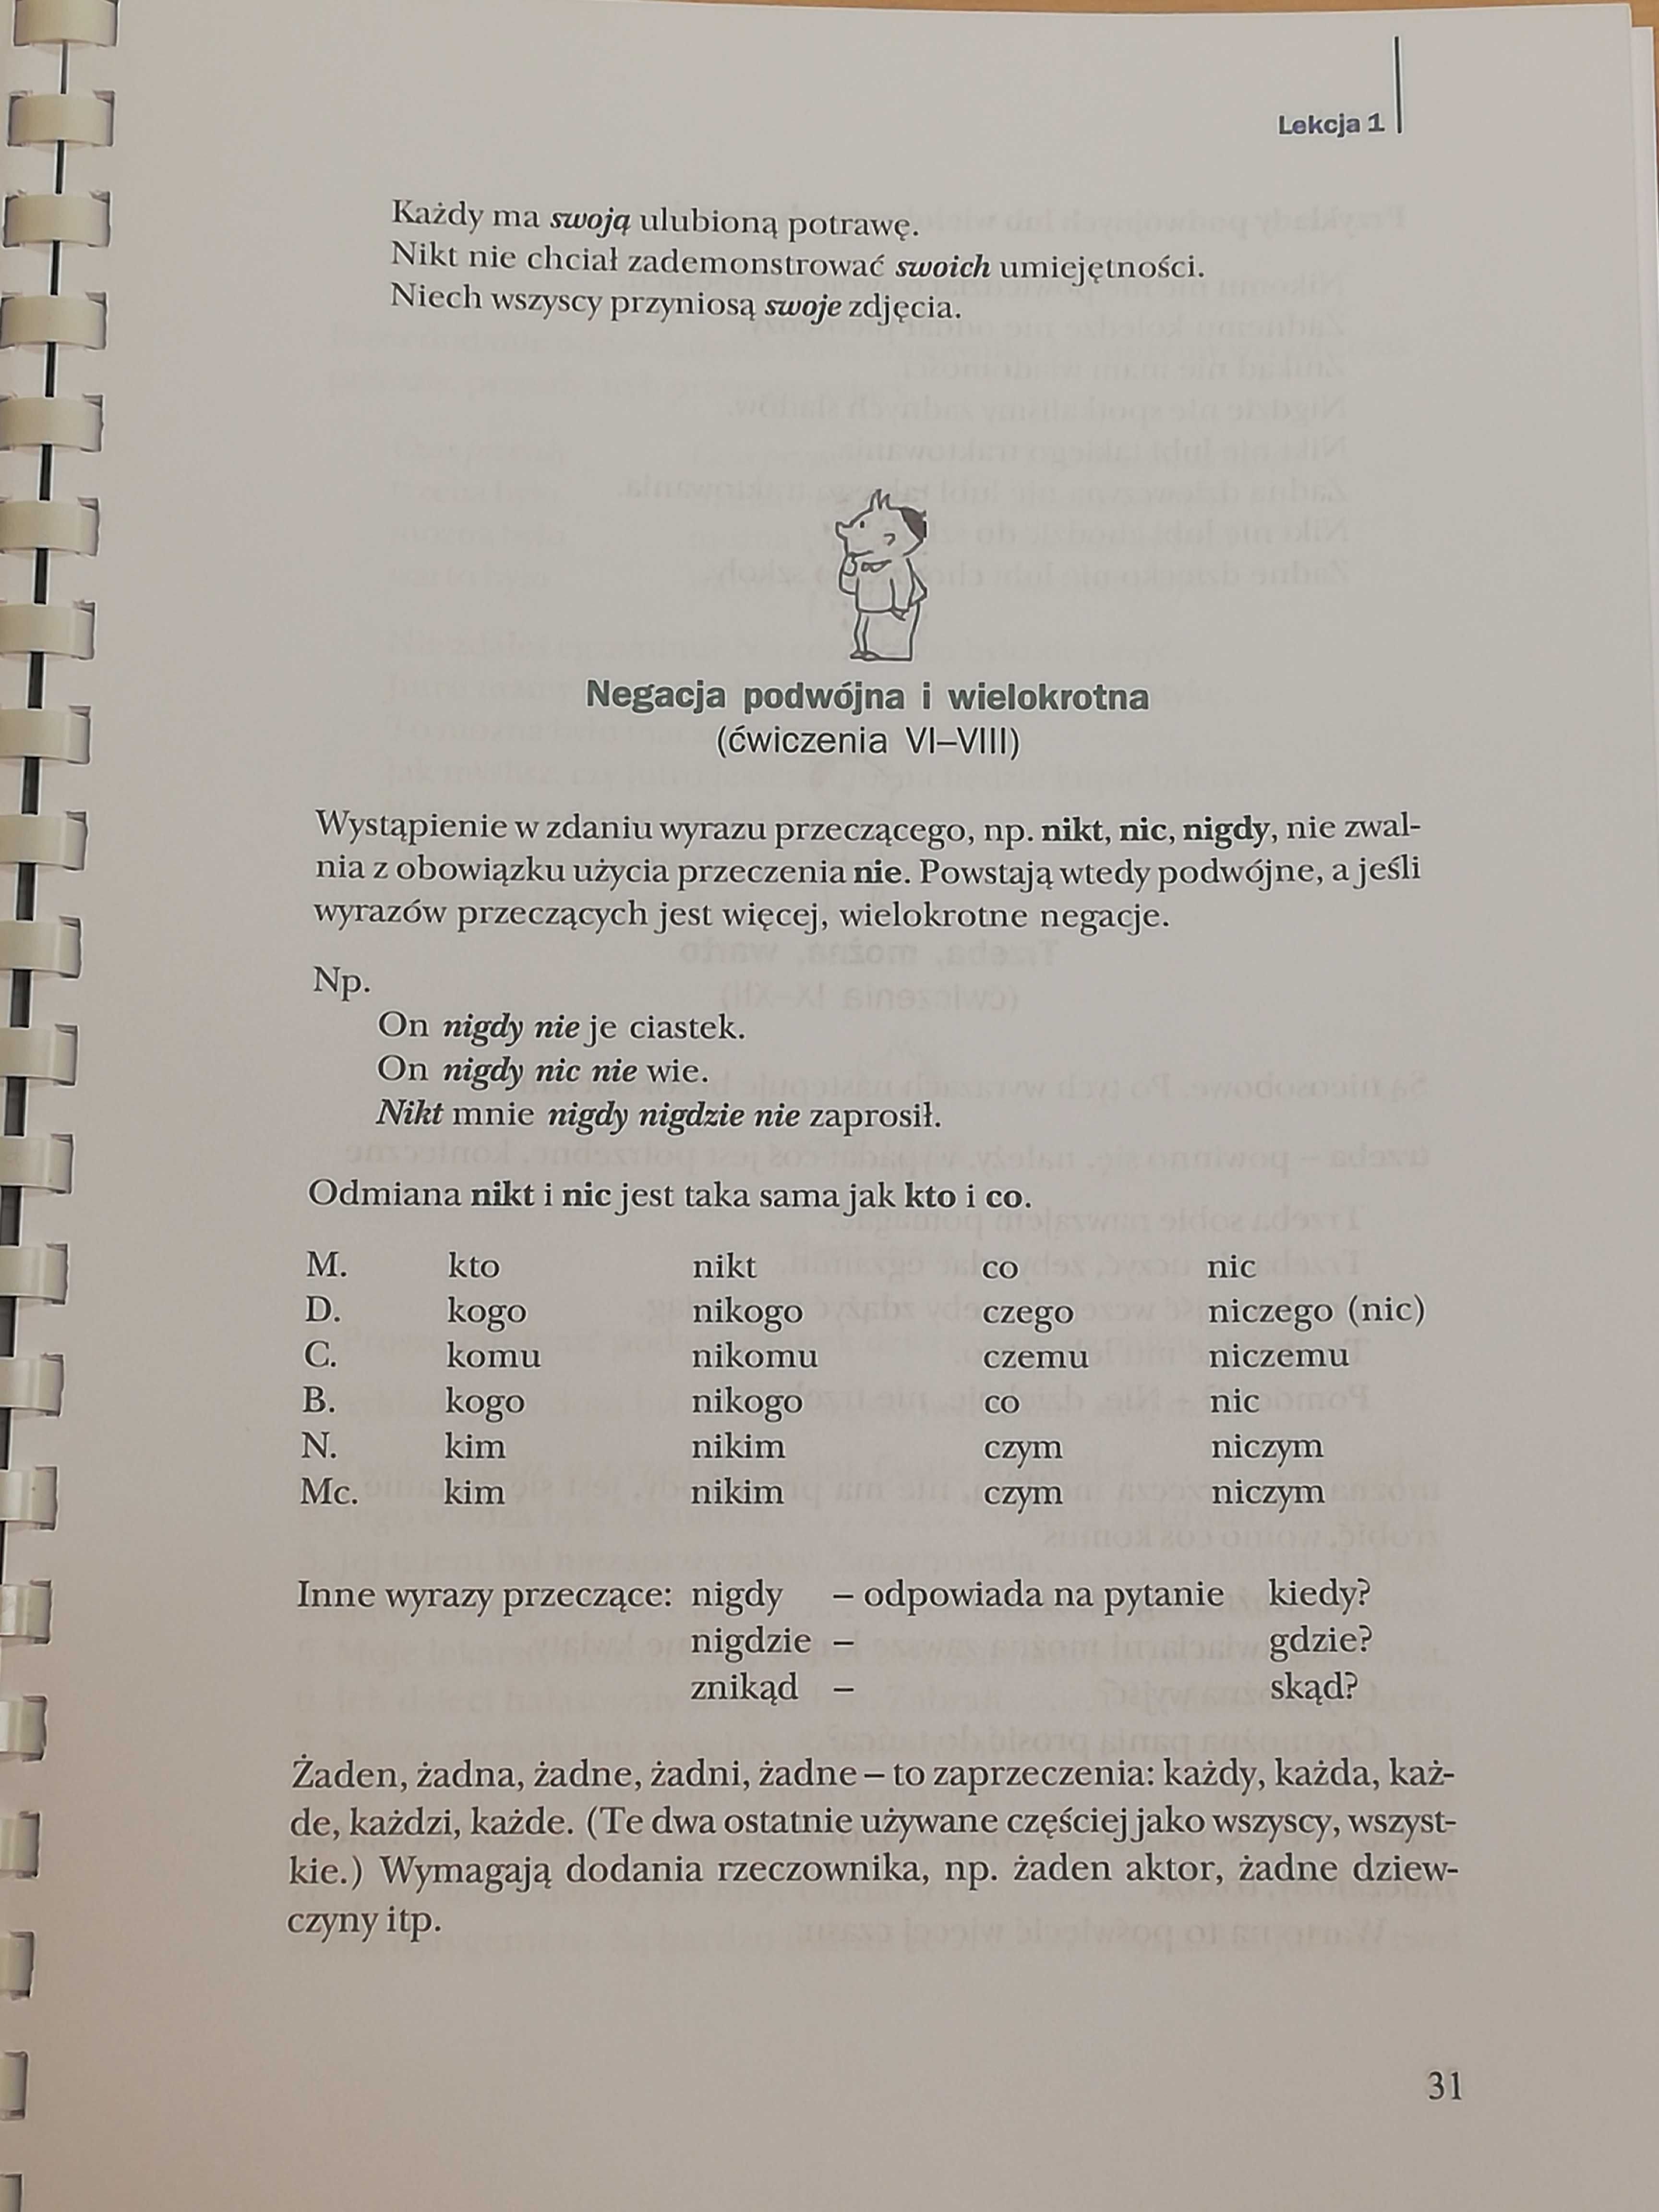 Lekcja 1
Każdy ma swoją ulubioną potrawę.
Nikt nie chciał zademonstrować swoich umiejętności.
Niech wszyscy przyniosą swoje zdjęcia.
Negacja podwójna i wielokrotna
(ćwiczenia VI–VIII)
Wystąpienie w zdaniu wyrazu przeczącego, np. nikt, nic, nigdy, nie zwal-
nia z obowiązku użycia przeczenia nie. Powstają wtedy podwójne, a jeśli
wyrazów przeczących jest więcej, wielokrotne negacje.
Np.
On nigdy nie je ciastek.
On nigdy nic nie wie.
Nikt mnie nigdy nigdzie nie zaprosił.
Odmiana nikt i nic jest taka sama jak kto i co.
M. kto nikt co nic
D. kogo nikogo czego niczego (nic)
C. komu nikomu czemu niczemu
B. kogo nikogo co nic
N. kim nikim czym niczym
Mc. kim nikim czym niczym
Inne wyrazy przeczące: nigdy – odpowiada na pytanie kiedy?
nigdzie – gdzie?
znikąd – skąd?
Żaden, żadna, żadne, żadni, żadne – to zaprzeczenia: każdy, każda, każ-
de, każdzi, każde. (Te dwa ostatnie używane częściej jako wszyscy, wszyst-
kie.) Wymagają dodania rzeczownika, np. żaden aktor, żadne dziew-
czyny itp.
31